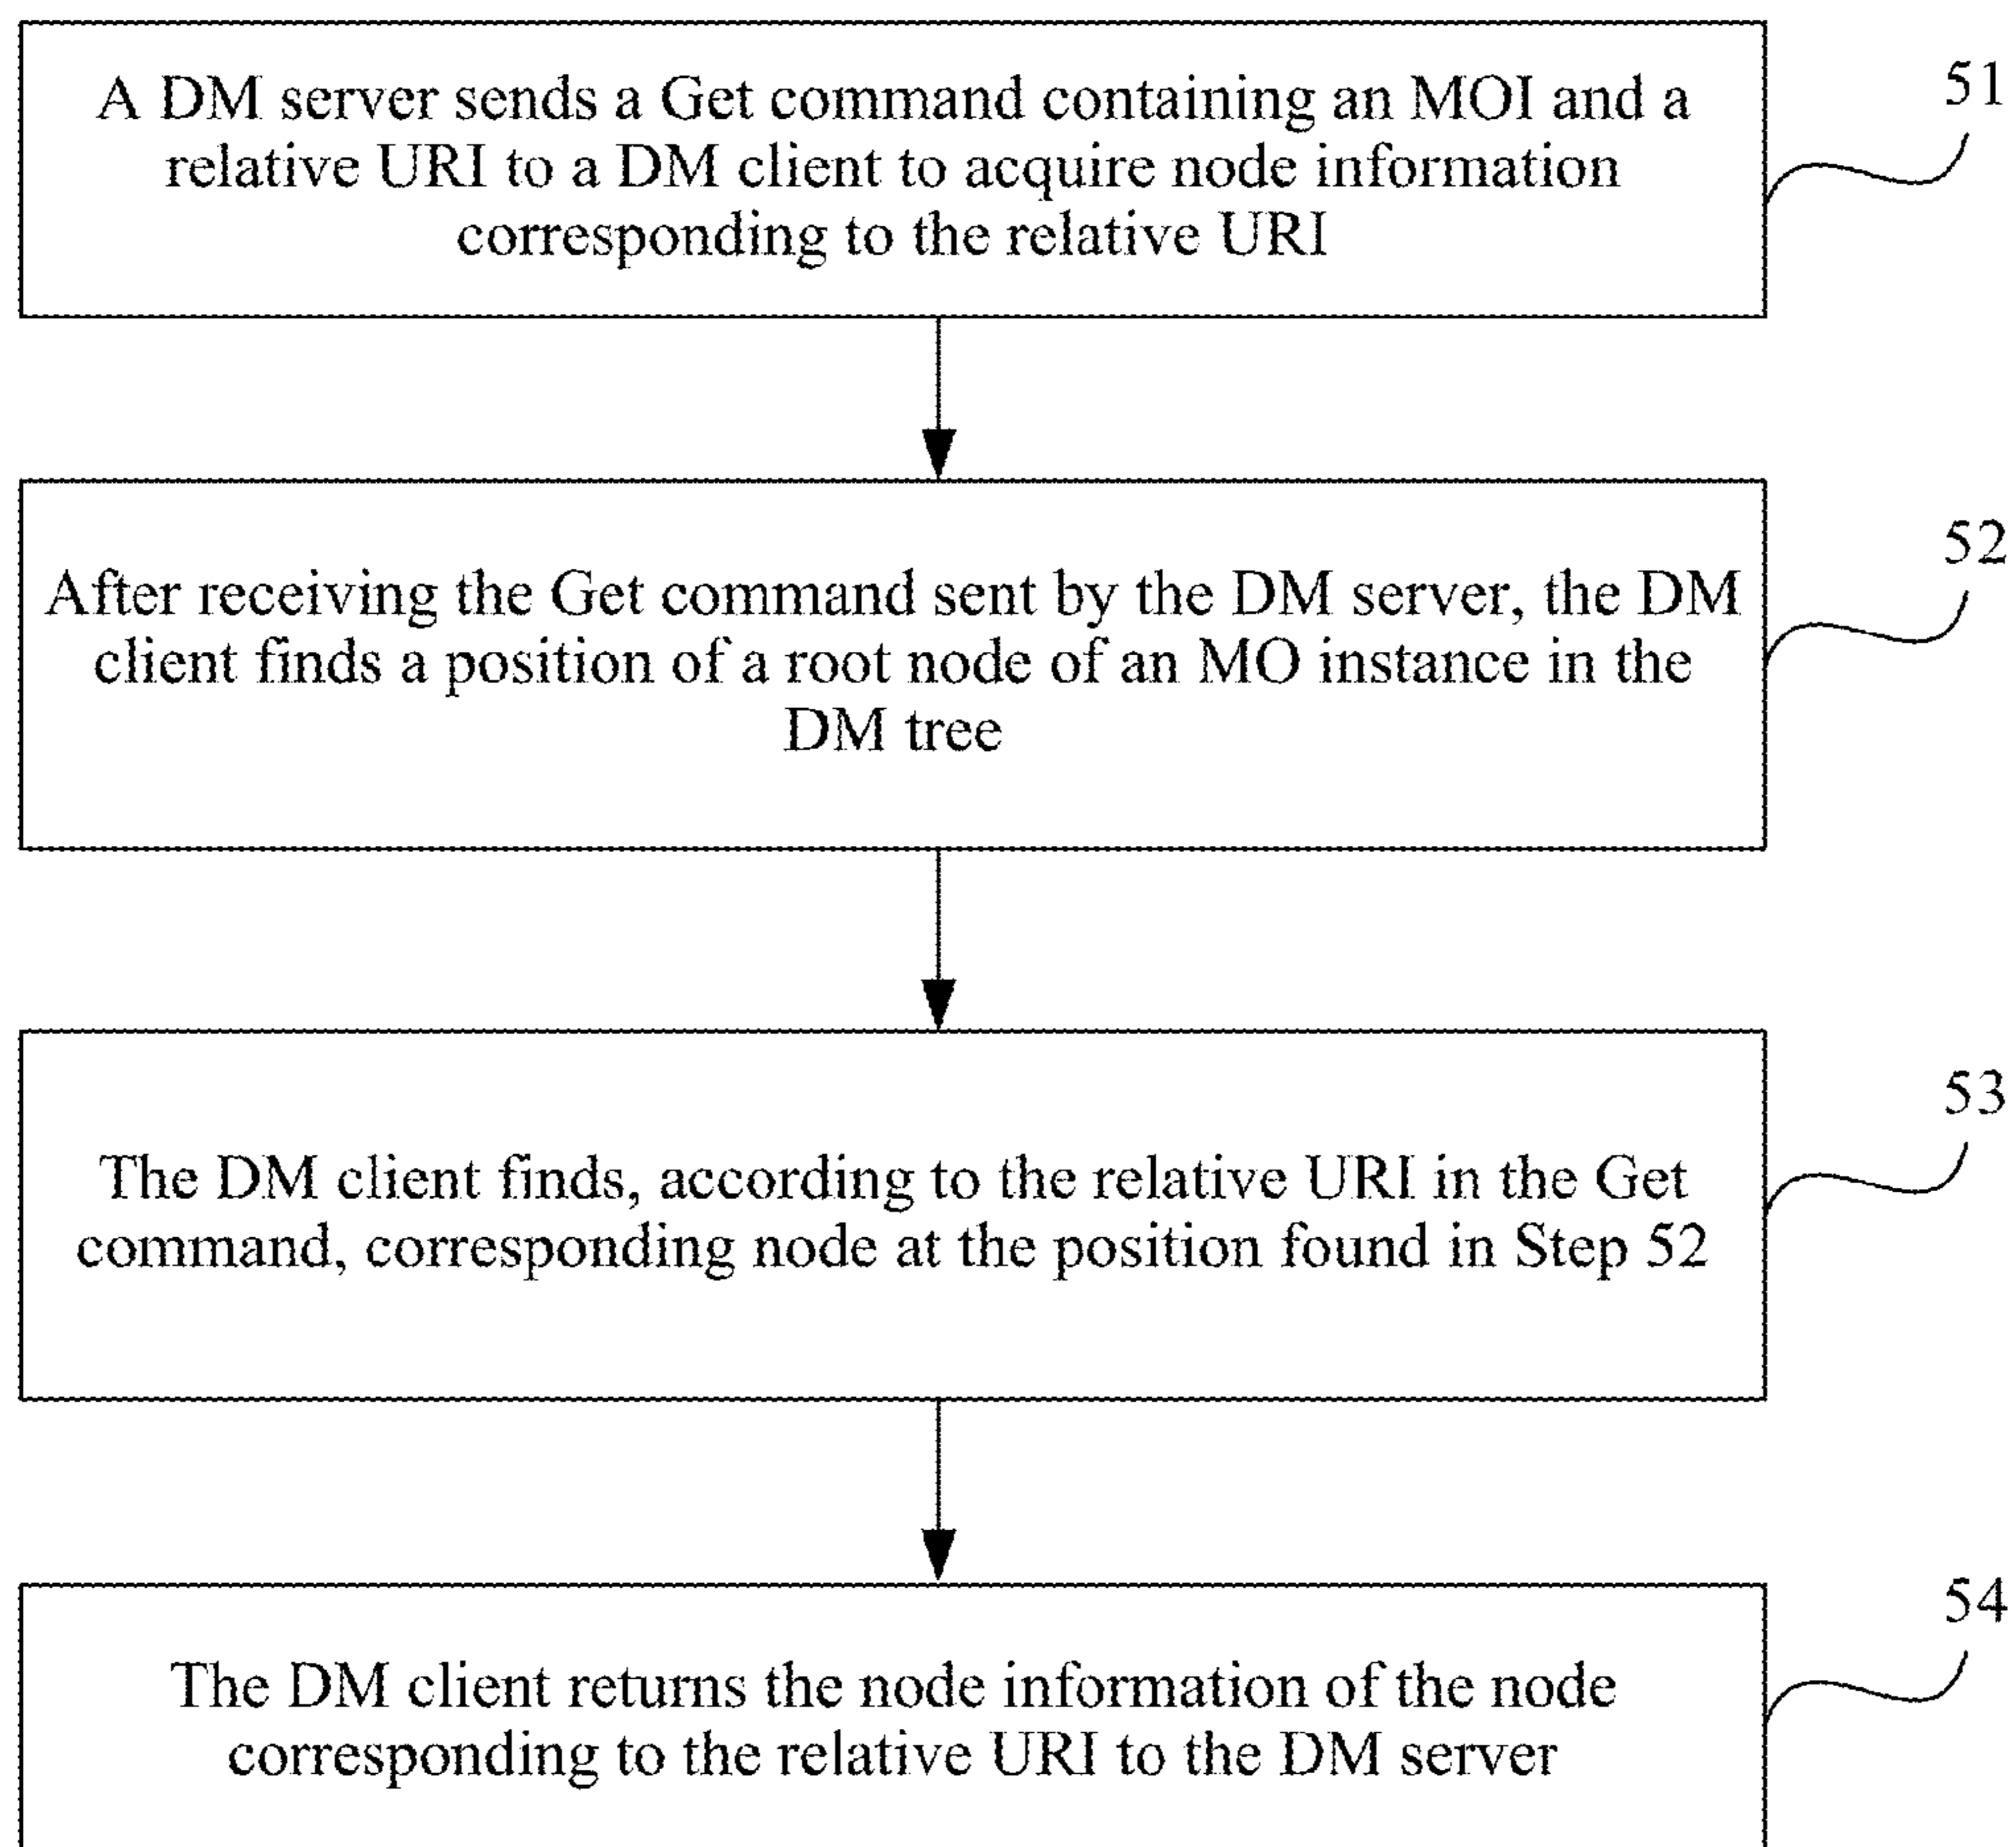 A DM server sends a Get command containing an MOI and a
relative URI to a DM client to acquire node information
corresponding to the relative URI
51
After receiving the Get command sent by the DM server, the DM
client finds a position of a root node of an MO instance in the
DM tree
52
The DM client finds, according to the relative URI in the Get
command, corresponding node at the position found in Step 52
53
The DM client returns the node information of the node
corresponding to the relative URI to the DM server
54